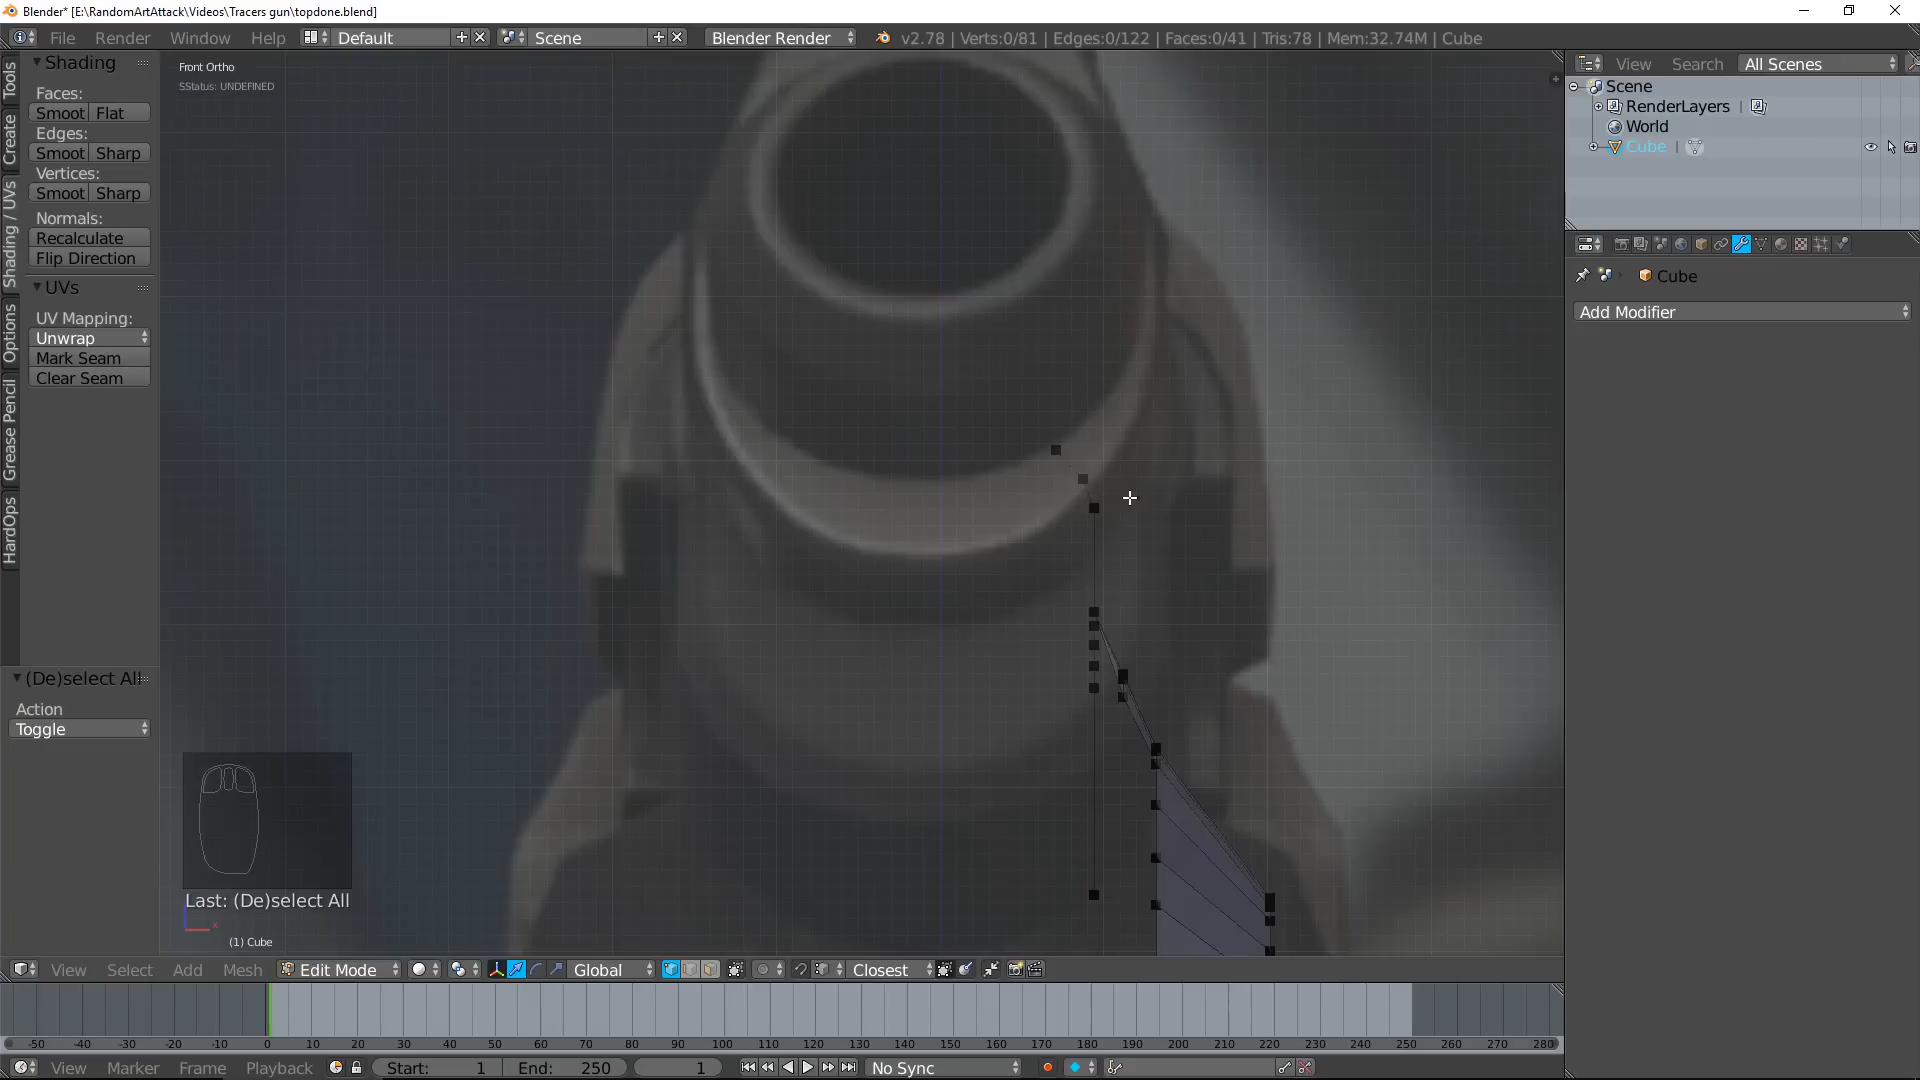 Blender* [E:\RandomArtAttack\Videos\Tracers gun\topdone.blend]
File Render Window Help Default Scene Blender Render v2.78 | Verts:0/81 | Edges:0/122 | Faces:0/41 | Tris:78 | Mem:32.74M | Cube
Tools
Create
Shading / UVs
Options
Grease Pencil
HardOps
Shading
Faces:
Smoot Flat
Edges:
Smoot Sharp
Vertices:
Smoot Sharp
Normals:
Recalculate
Flip Direction
UVs
UV Mapping:
Unwrap
Mark Seam
Clear Seam
(De)select All
Action
Toggle
Front Ortho
SStatus: UNDEFINED
Last: (De)select All
x
(1) Cube
View Search All Scenes
Scene
RenderLayers
World
Cube
Cube
Add Modifier
View Select Add Mesh Edit Mode Global Closest
-50 -40 -30 -20 -10 0 10 20 30 40 50 60 70 80 90 100 110 120 130 140 150 160 170 180 190 200 210 220 230 240 250 260 270 280
View Marker Frame Playback Start: 1 End: 250 1 No Sync